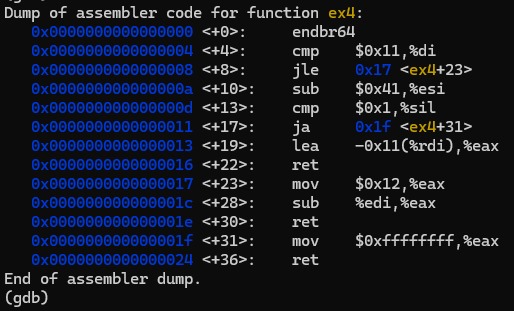 Dump of assembler code for function ex4:
   0x0000000000000000 <+0>:     endbr64
   0x0000000000000004 <+4>:     cmp    $0x11,%di
   0x0000000000000008 <+8>:     jle    0x17 <ex4+23>
   0x000000000000000a <+10>:    sub    $0x41,%esi
   0x000000000000000d <+13>:    cmp    $0x1,%sil
   0x0000000000000011 <+17>:    ja     0x1f <ex4+31>
   0x0000000000000013 <+19>:    lea    -0x11(%rdi),%eax
   0x0000000000000016 <+22>:    ret
   0x0000000000000017 <+23>:    mov    $0x12,%eax
   0x000000000000001c <+28>:    sub    %edi,%eax
   0x000000000000001e <+30>:    ret
   0x000000000000001f <+31>:    mov    $0xffffffff,%eax
   0x0000000000000024 <+36>:    ret
End of assembler dump.
(gdb)